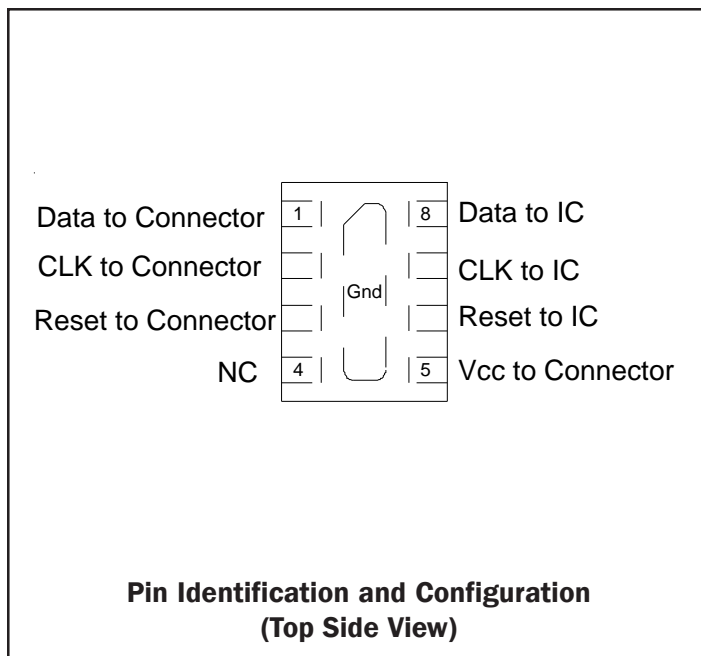 Data to Connector 1 8 Data to IC
CLK to Connector CLK to IC
Gnd
Reset to Connector Reset to IC
NC 4 5 Vcc to Connector
Pin Identification and Configuration
(Top Side View)